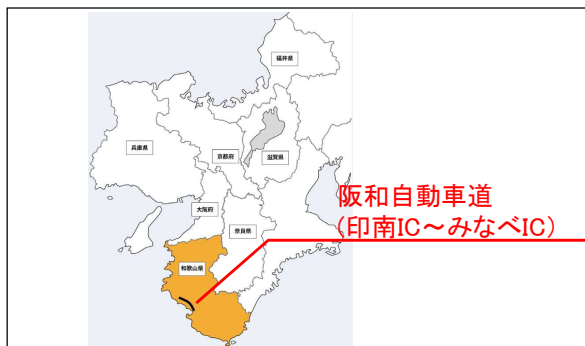 福井県
兵庫県
京都府
滋賀県
阪和自動車道
(印南IC～みなべIC)
大阪府
奈良県
和歌山県